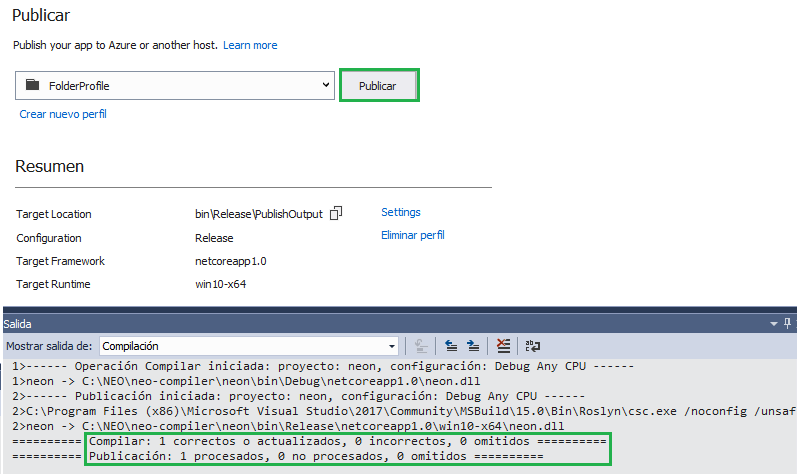 Publicar
Publish your app to Azure or another host. Learn more
FolderProfile
Publicar
Crear nuevo perfil
Resumen
Target Location bin\Release\PublishOutput Settings
Configuration Release Eliminar perfil
Target Framework netcoreapp1.0
Target Runtime win10-x64
Salida
Mostrar salida de: Compilación
1>------ Operación Compilar iniciada: proyecto: neon, configuración: Debug Any CPU ------
1>neon -> C:\NEO\neo-compiler\neon\bin\Debug\netcoreapp1.0\neon.dll
2>------ Publicación iniciada: proyecto: neon, configuración: Debug Any CPU ------
2>C:\Program Files (x86)\Microsoft Visual Studio\2017\Community\MSBuild\15.0\Bin\Roslyn\csc.exe /noconfig /unsaf
2>neon -> C:\NEO\neo-compiler\neon\bin\Release\netcoreapp1.0\win10-x64\neon.dll
========== Compilar: 1 correctos o actualizados, 0 incorrectos, 0 omitidos ==========
========== Publicación: 1 procesados, 0 no procesados, 0 omitidos ==========